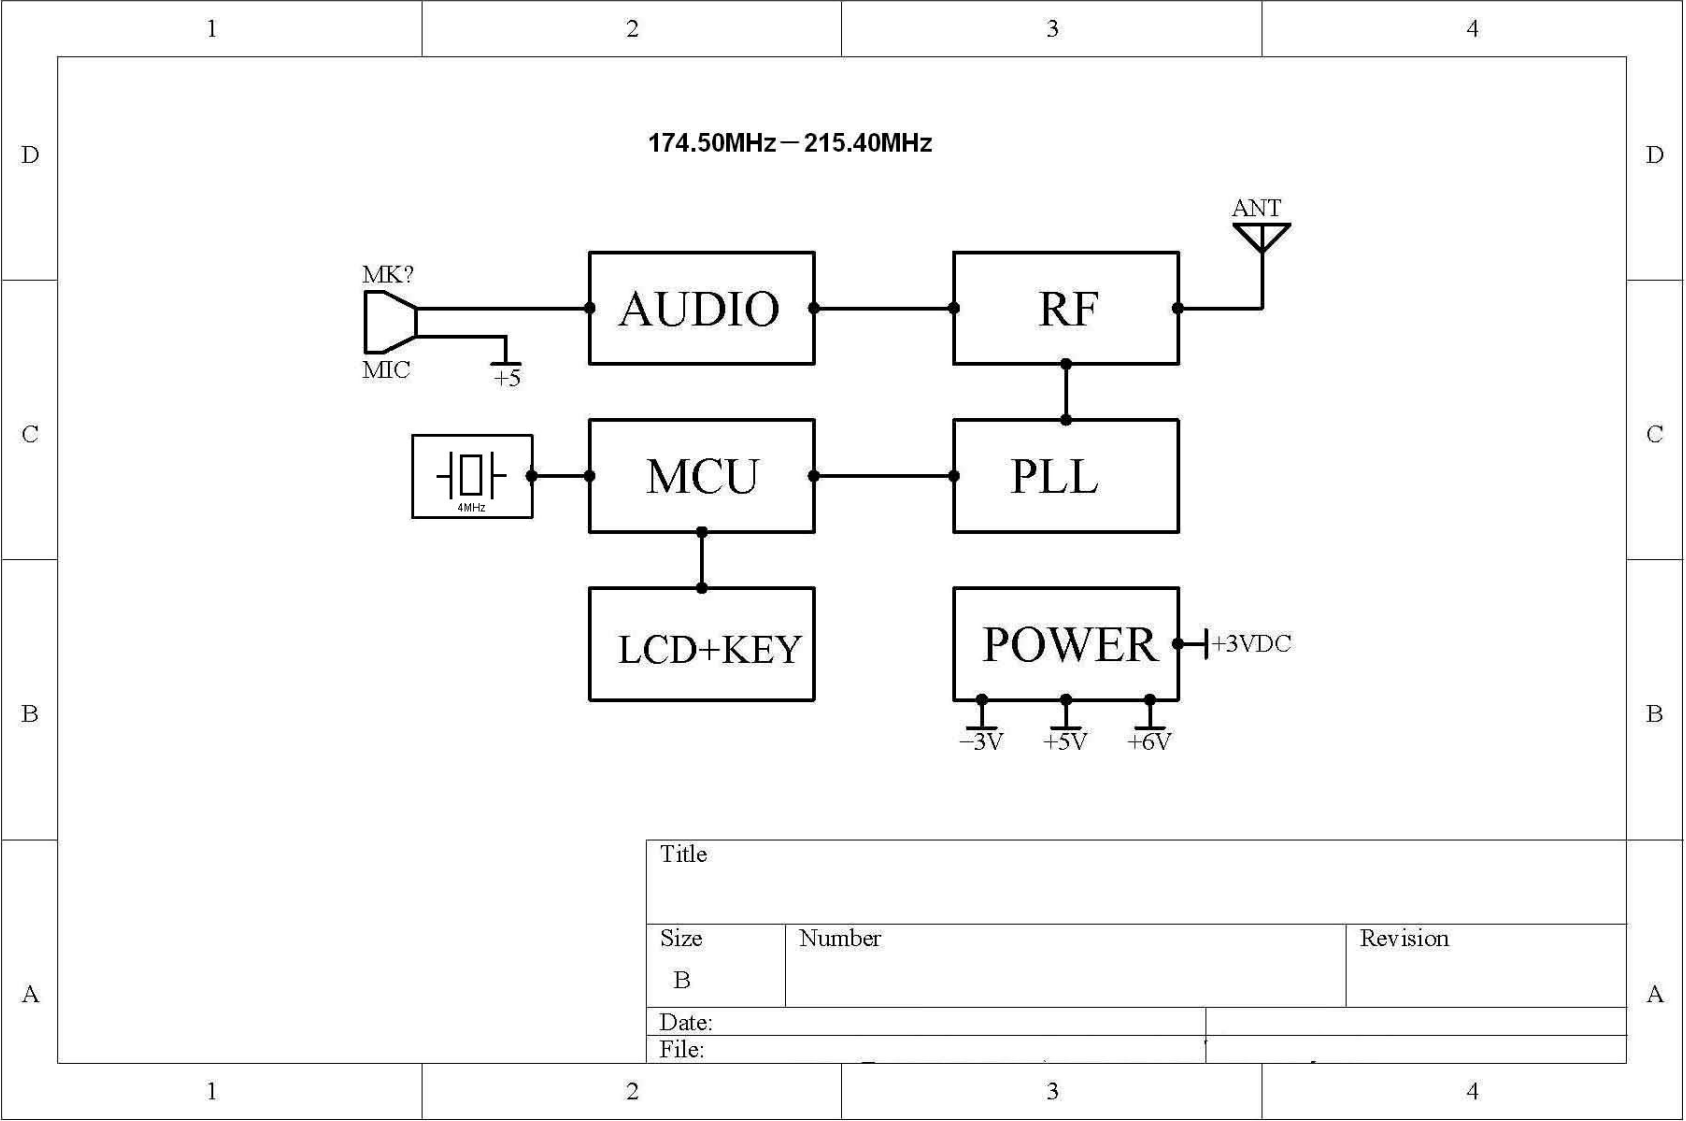 1 2 3 4
D D
174.50MHz－215.40MHz
ANT
MK?
AUDIO RF
MIC
+5
C C
MCU PLL
4MHz
LCD+KEY POWER +3VDC
B B
−3V +5V +6V
Title
Size Number Revision
B
A A
Date:
File:
1 2 3 4